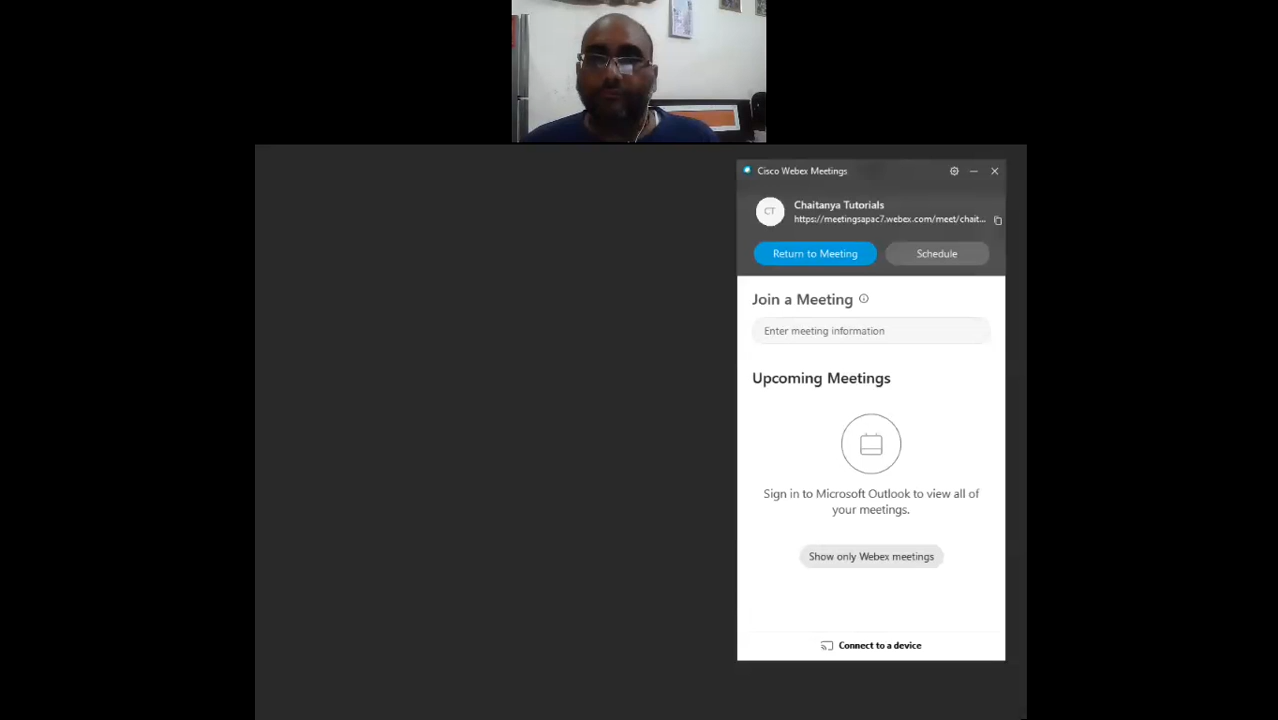 Cisco Webex Meetings
CT
Chaitanya Tutorials
https://meetingsapac7.webex.com/meet/chait...
Return to Meeting
Schedule
Join a Meeting
Enter meeting information
Upcoming Meetings
Sign in to Microsoft Outlook to view all of
your meetings.
Show only Webex meetings
Connect to a device